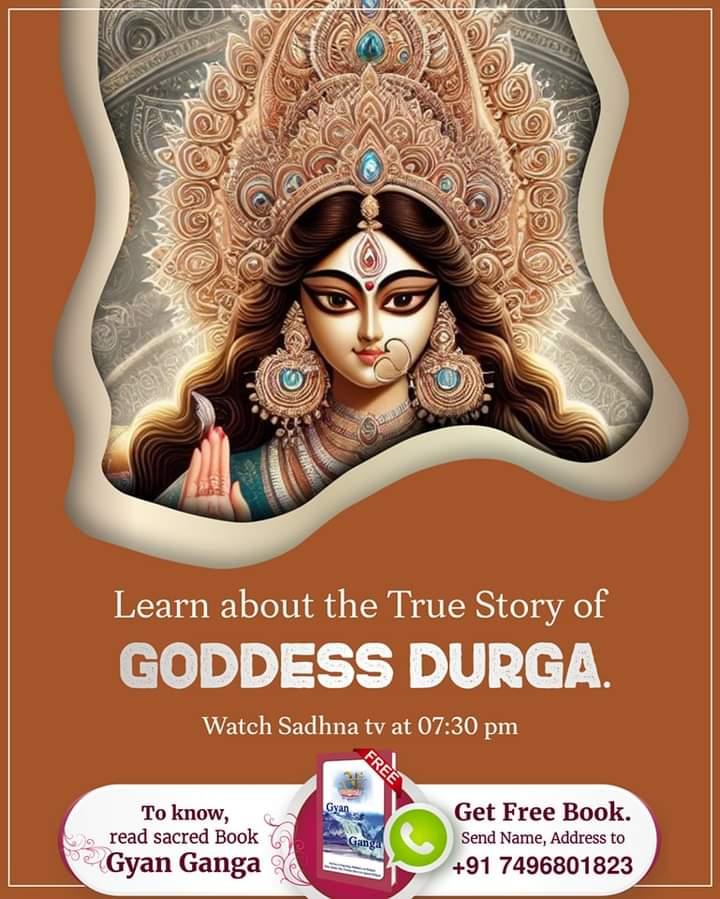 Learn about the True Story of
GODDESS DURGA.
Watch Sadhna tv at 07:30 pm
FREE
To know,
read sacred Book
Gyan Ganga
Gyan
Ganga
Get Free Book.
Send Name, Address to
+91 7496801823